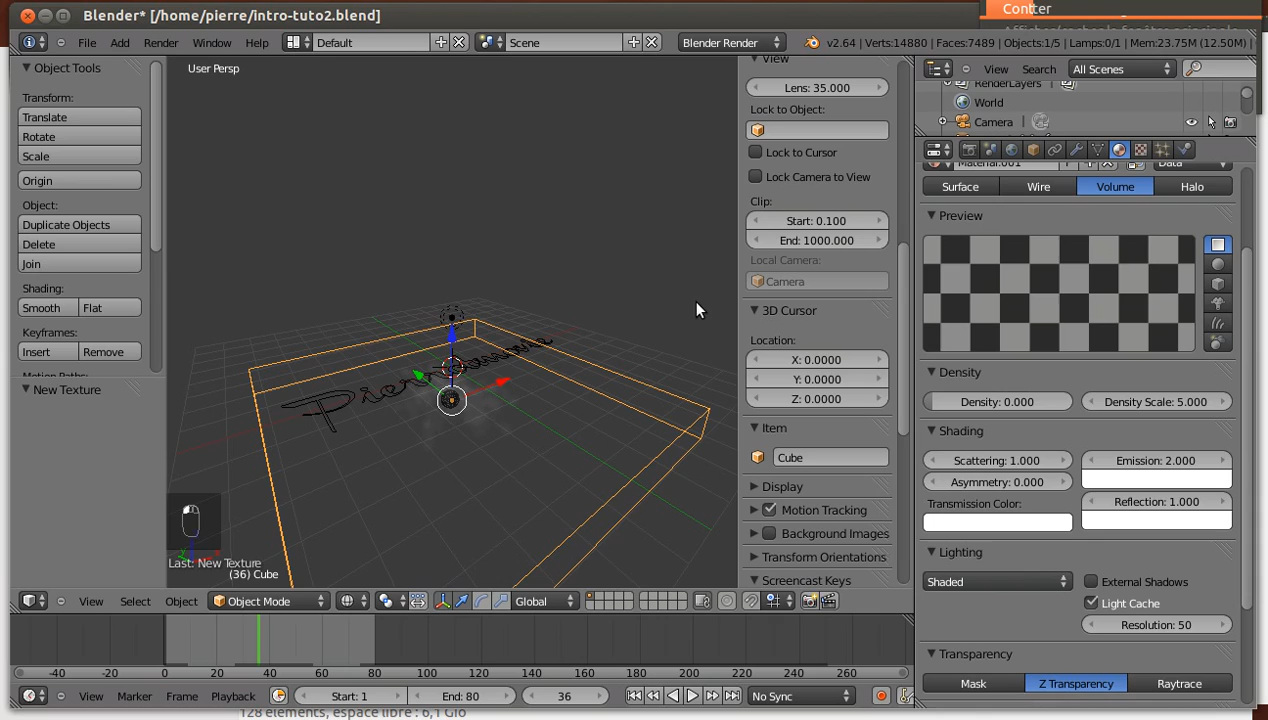 Blender* [/home/pierre/intro-tuto2.blend]
Contter
File Add Render Window Help Default Scene Blender Render v2.64 | Verts:14880 | Faces:7489 | Objects:1/5 | Lamps:0/1 | Mem:23.75M (12.50M)
Object Tools
Transform:
Translate
Rotate
Scale
Origin
Object:
Duplicate Objects
Delete
Join
Shading:
Smooth Flat
Keyframes:
Insert Remove
New Texture
User Persp
Last: New Texture
(36) Cube
View
Lens: 35.000
Lock to Object:
Lock to Cursor
Lock Camera to View
Clip:
Start: 0.100
End: 1000.000
Local Camera:
Camera
3D Cursor
Location:
X: 0.0000
Y: 0.0000
Z: 0.0000
Item
Cube
Display
Motion Tracking
Background Images
Transform Orientations
Screencast Keys
View Search All Scenes
RenderLayers
World
Camera
Material.001 Data
Surface Wire Volume Halo
Preview
Density
Density: 0.000 Density Scale: 5.000
Shading
Scattering: 1.000 Emission: 2.000
Asymmetry: 0.000
Transmission Color: Reflection: 1.000
Lighting
Shaded External Shadows
Light Cache
Resolution: 50
Transparency
Mask Z Transparency Raytrace
View Select Object Object Mode Global
-40 -20 0 20 40 60 80 100 120 140 160 180 200 220 240 260
View Marker Frame Playback Start: 1 End: 80 36 No Sync
128 elements, espace libre : 6,1 Gio